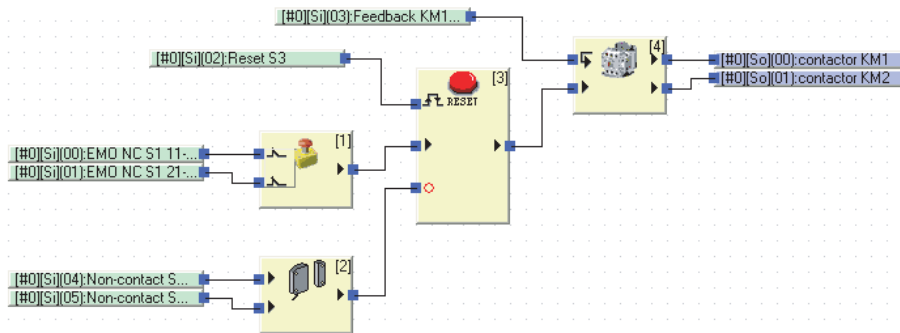 [#0][Si](03):Feedback KM1...
[4]
[#0][Si](02):Reset S3
[#0][So](00):contactor KM1
[#0][So](01):contactor KM2
[3]
RESET
[1]
[#0][Si](00):EMO NC S1 11-...
[#0][Si](01):EMO NC S1 21-...
[2]
[#0][Si](04):Non-contact S...
[#0][Si](05):Non-contact S...